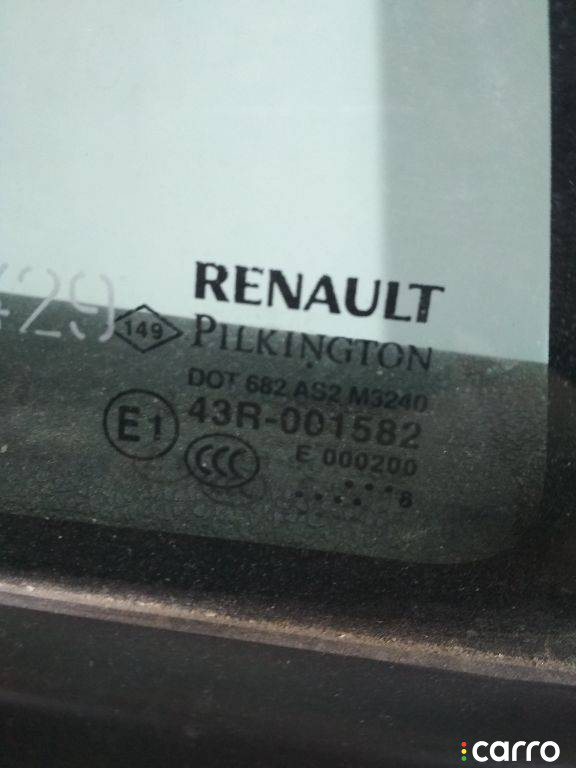 RENAULT
429
149 PILKINGTON
DOT 682 AS2 M3240
E1 43R-001582
CCC E 000200
8
carro